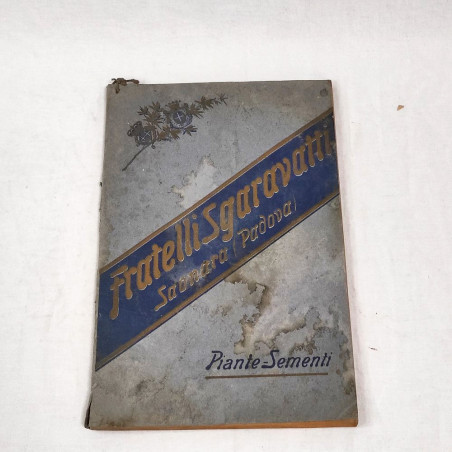 Fratelli Sgaravatti
Saonara (Padova)
Piante-Sementi